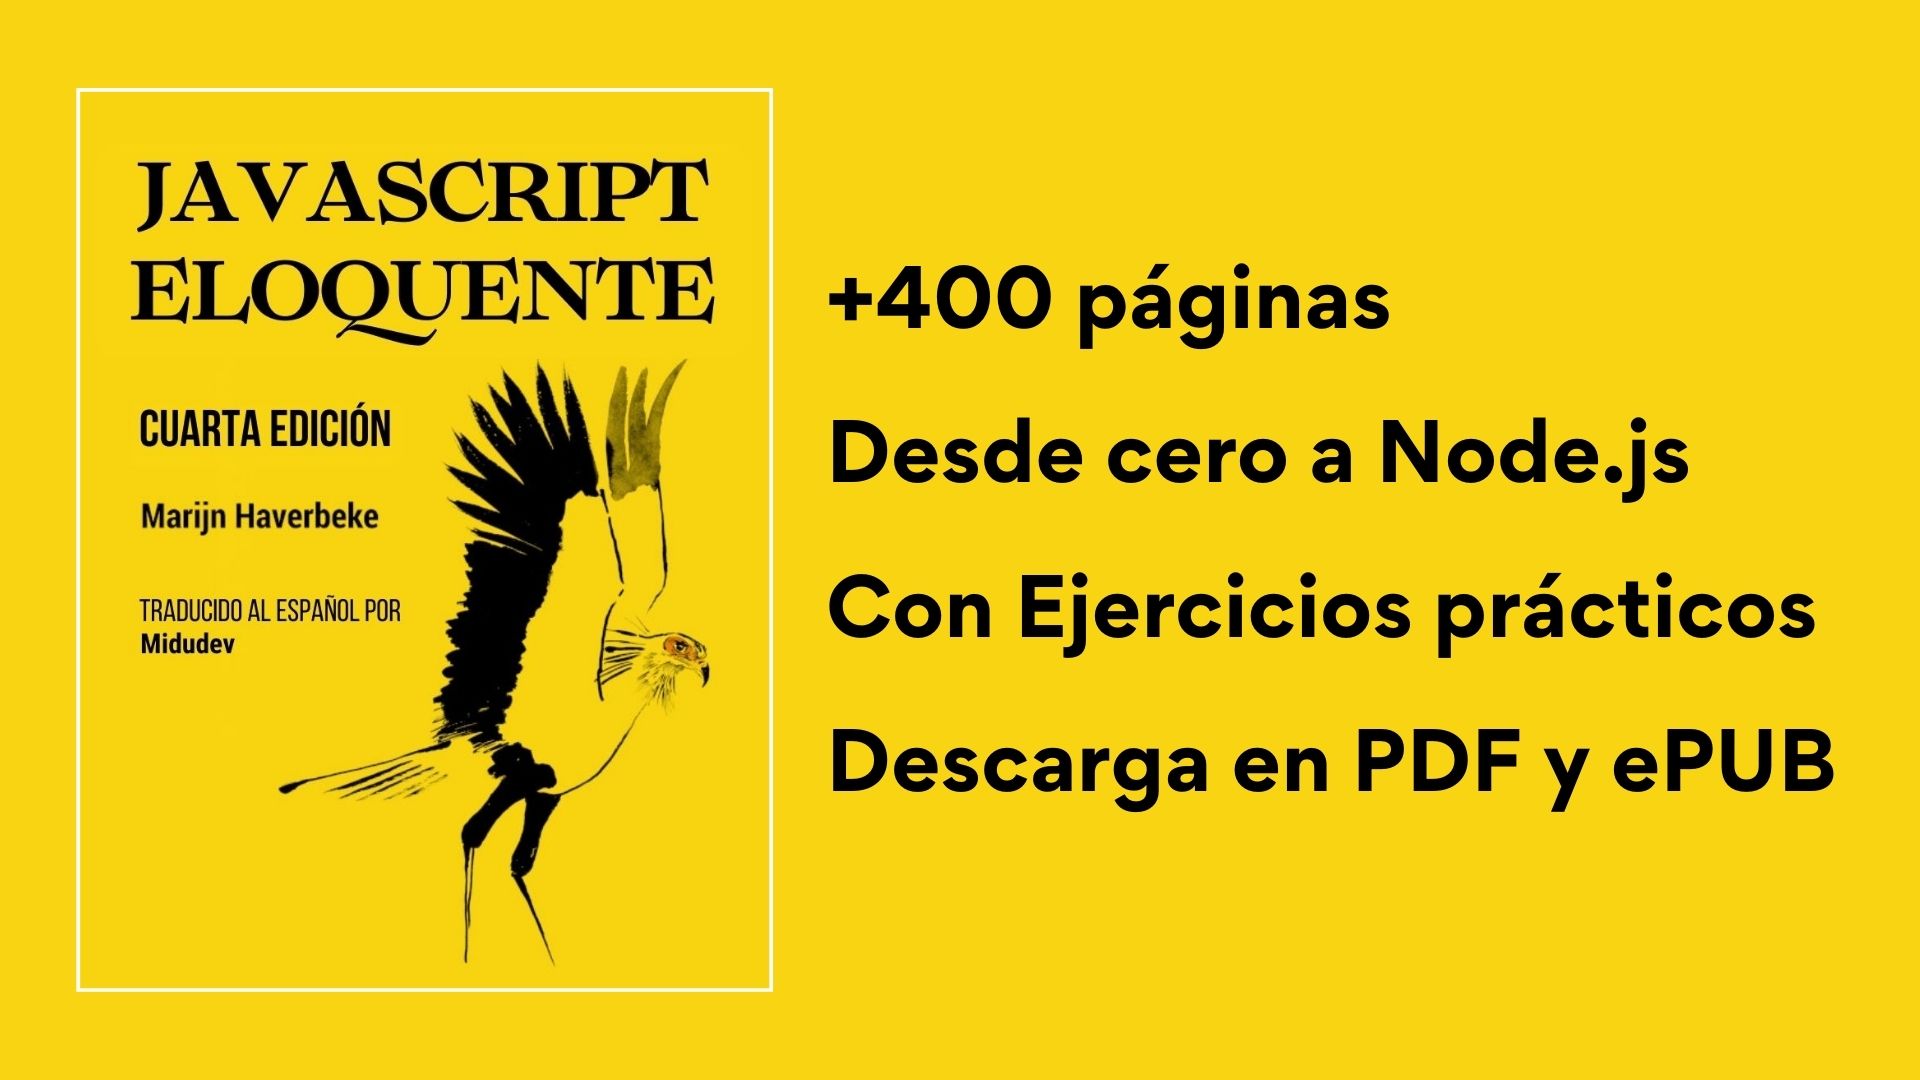 JAVASCRIPT
ELOQUENTE
CUARTA EDICIÓN
Marijn Haverbeke
TRADUCIDO AL ESPAÑOL POR
Midudev
+400 páginas
Desde cero a Node.js
Con Ejercicios prácticos
Descarga en PDF y ePUB